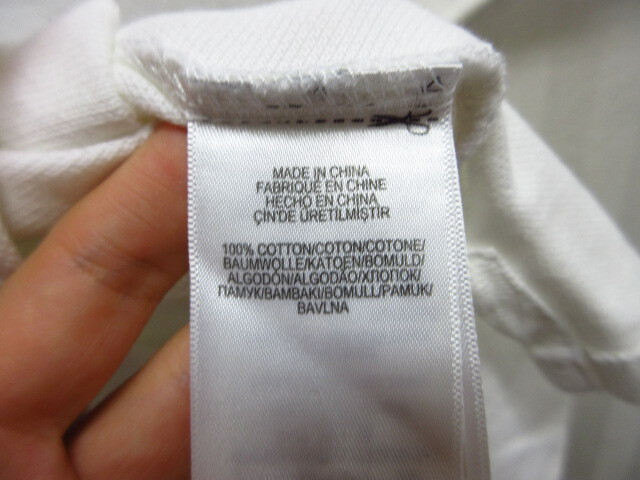 MADE IN CHINA
FABRIQUÉ EN CHINE
HECHO EN CHINA
ÇİN'DE ÜRETİLMİŞTİR
100% COTTON/COTON/COTONE/
BAUMWOLLE/KATOEN/BOMULD/
ALGODÓN/ALGODÃO/ХЛОПОК/
ПАМУК/ΒΑΜΒΑΚΙ/BOMULL/PAMUK/
BAVLNA